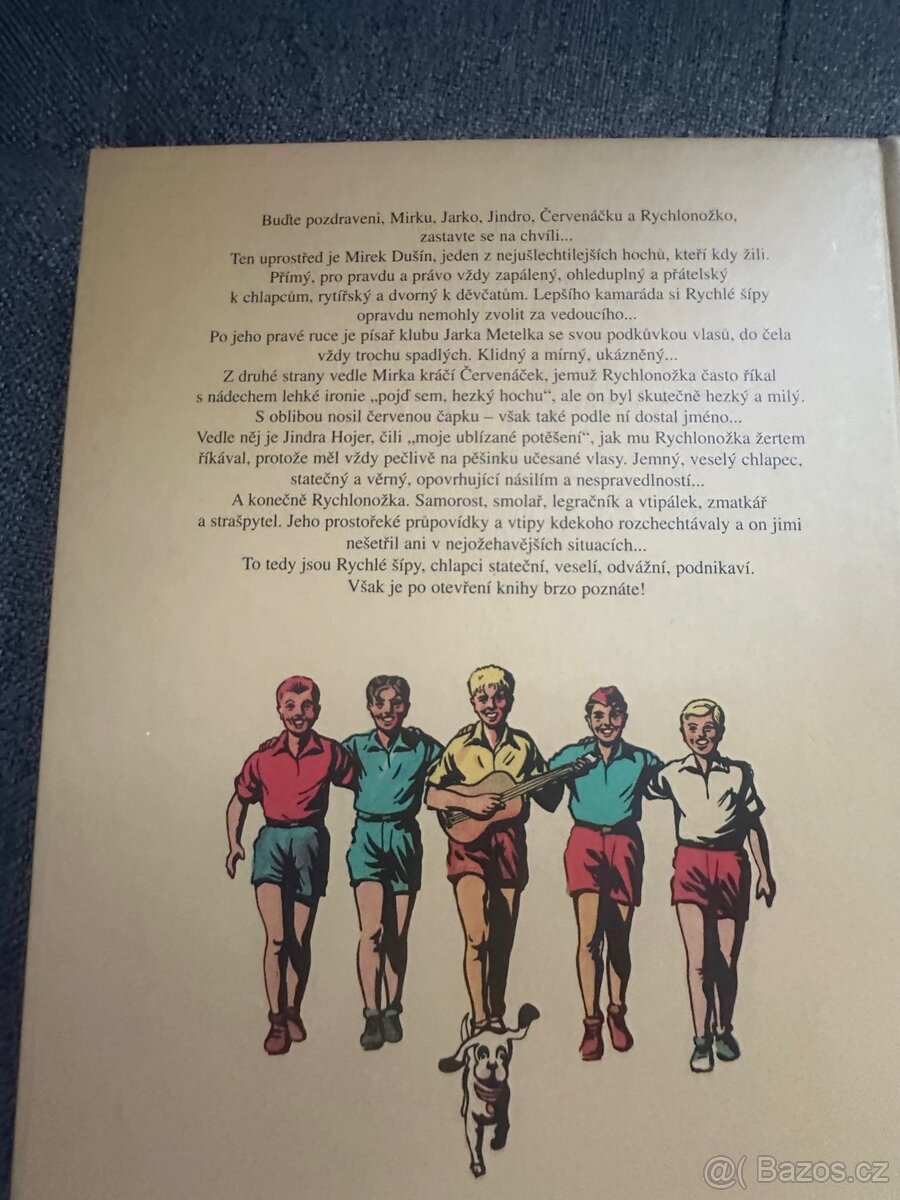 Buďte pozdraveni, Mirku, Jarko, Jindro, Červenáčku a Rychlonožko,
zastavte se na chvíli...
Ten uprostřed je Mirek Dušín, jeden z nejušlechtilejších hochů, kteří kdy žili.
Přímý, pro pravdu a právo vždy zapálený, ohleduplný a přátelský
k chlapcům, rytířský a dvorný k děvčatům. Lepšího kamaráda si Rychlé šípy
opravdu nemohly zvolit za vedoucího...
Po jeho pravé ruce je písař klubu Jarka Metelka se svou podkůvkou vlasů, do čela
vždy trochu spadlých. Klidný a mírný, ukázněný...
Z druhé strany vedle Mirka kráčí Červenáček, jemuž Rychlonožka často říkal
s nádechem lehké ironie „pojď sem, hezký hochu“, ale on byl skutečně hezký a milý.
S oblibou nosil červenou čapku – však také podle ní dostal jméno...
Vedle něj je Jindra Hojer, čili „moje ublízané potěšení“, jak mu Rychlonožka žertem
říkával, protože měl vždy pečlivě na pěšinku učesané vlasy. Jemný, veselý chlapec,
statečný a věrný, opovrhující násilím a nespravedlností...
A konečně Rychlonožka. Samorost, smolař, legračník a vtipálek, zmatkář
a strašpytel. Jeho prostořeké průpovídky a vtipy kdekoho rozchechtávaly a on jimi
nešetřil ani v nejožehavějších situacích...
To tedy jsou Rychlé šípy, chlapci stateční, veselí, odvážní, podnikaví.
Však je po otevření knihy brzo poznáte!
@( Bazos.cz